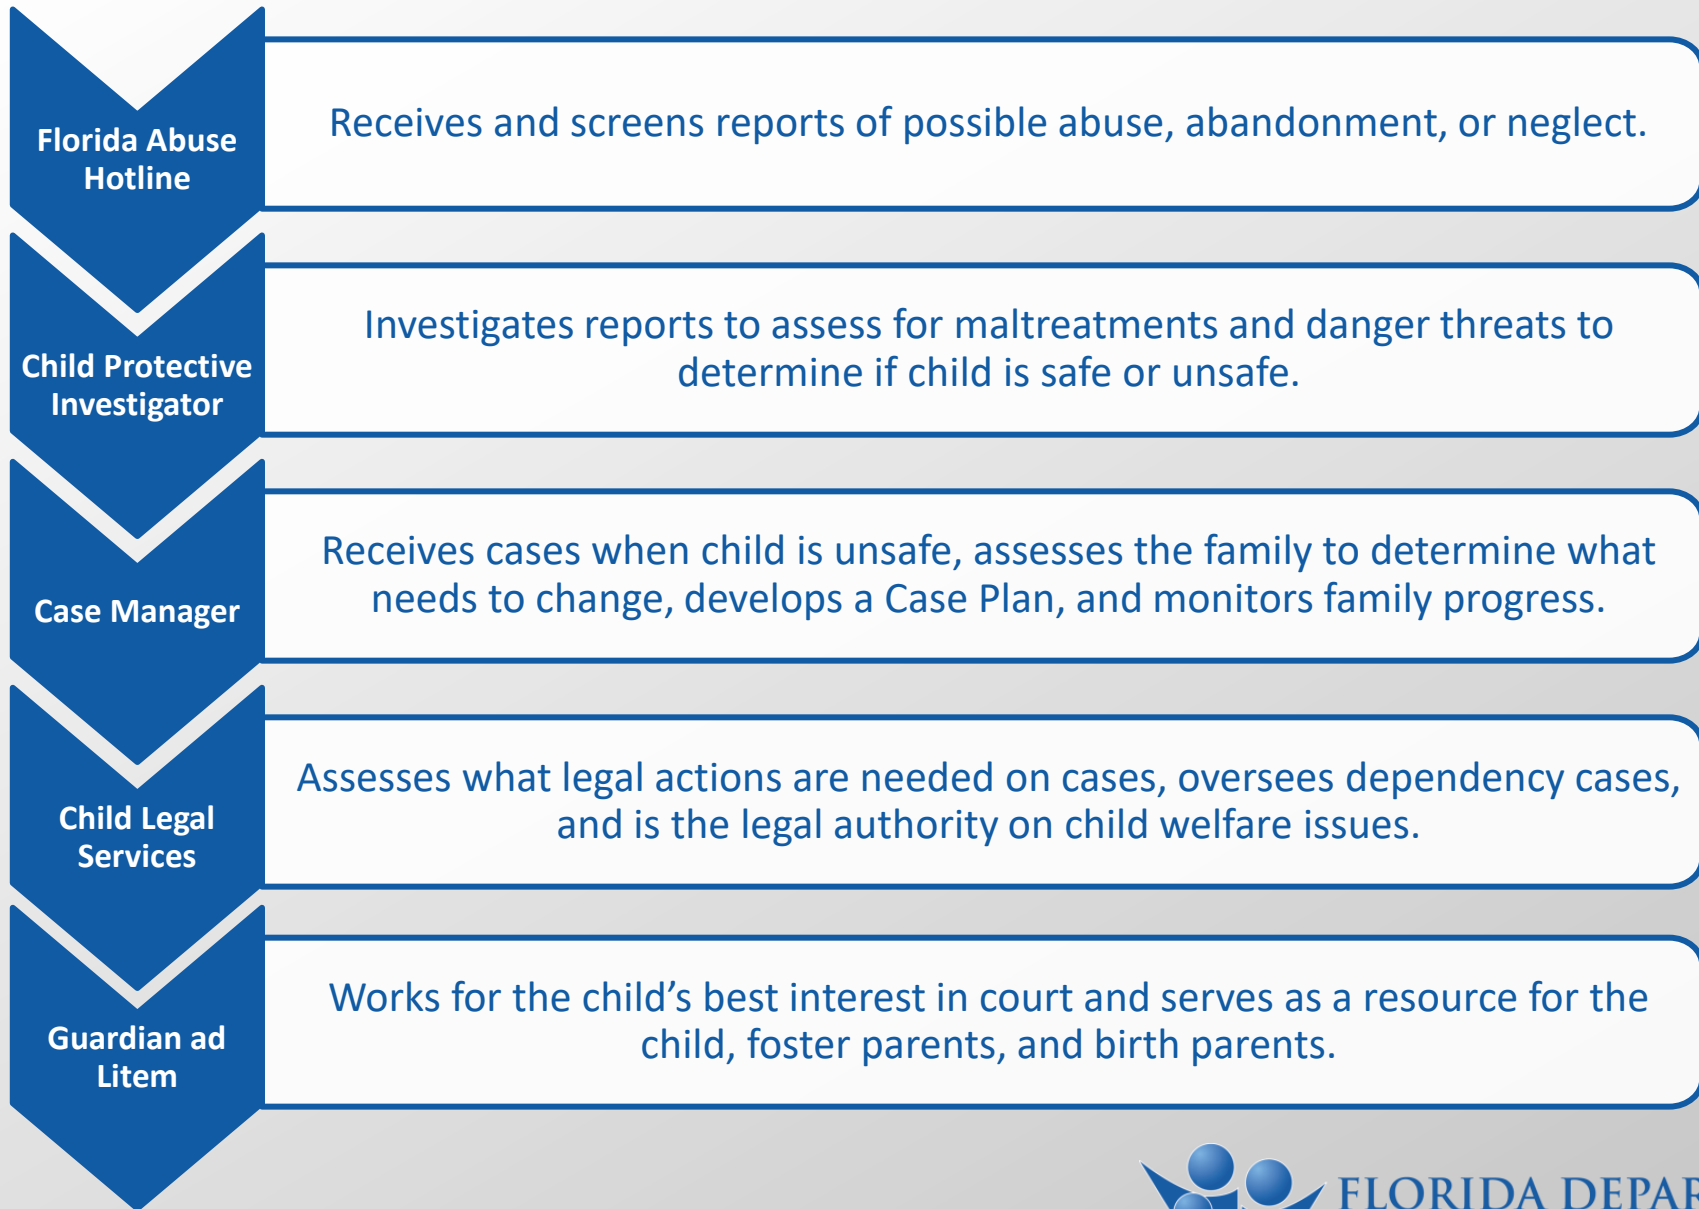 Florida Abuse
Hotline
Receives and screens reports of possible abuse, abandonment, or neglect.
Child Protective
Investigator
Investigates reports to assess for maltreatments and danger threats to
determine if child is safe or unsafe.
Case Manager
Receives cases when child is unsafe, assesses the family to determine what
needs to change, develops a Case Plan, and monitors family progress.
Child Legal
Services
Assesses what legal actions are needed on cases, oversees dependency cases,
and is the legal authority on child welfare issues.
Guardian ad
Litem
Works for the child’s best interest in court and serves as a resource for the
child, foster parents, and birth parents.
FLORIDA DEPAR